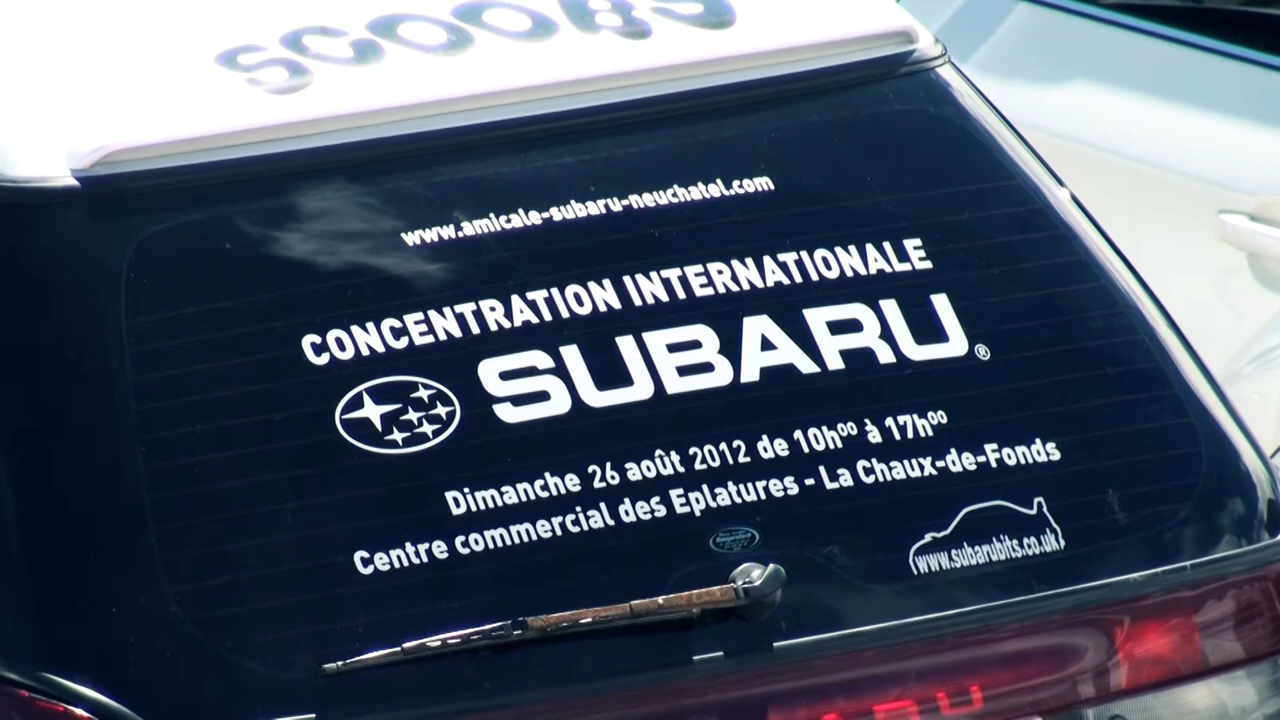 SCOOBS
www.amicale-subaru-neuchatel.com
CONCENTRATION INTERNATIONALE
SUBARU®
Dimanche 26 août 2012 de 10h⁰⁰ à 17h⁰⁰
Centre commercial des Eplatures - La Chaux-de-Fonds
www.subarubits.co.uk